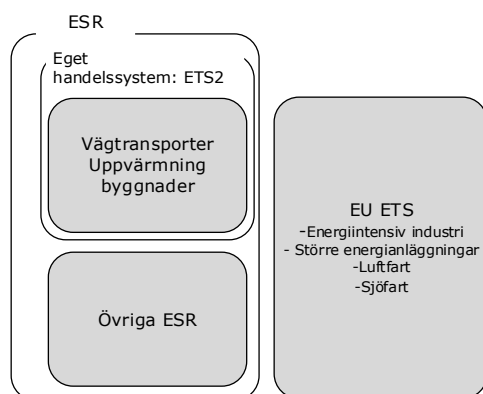 ESR
Eget
handelssystem: ETS2
Vägtransporter
Uppvärmning
byggnader
Övriga ESR
EU ETS
-Energiintensiv industri
- Större energianläggningar
-Luftfart
-Sjöfart